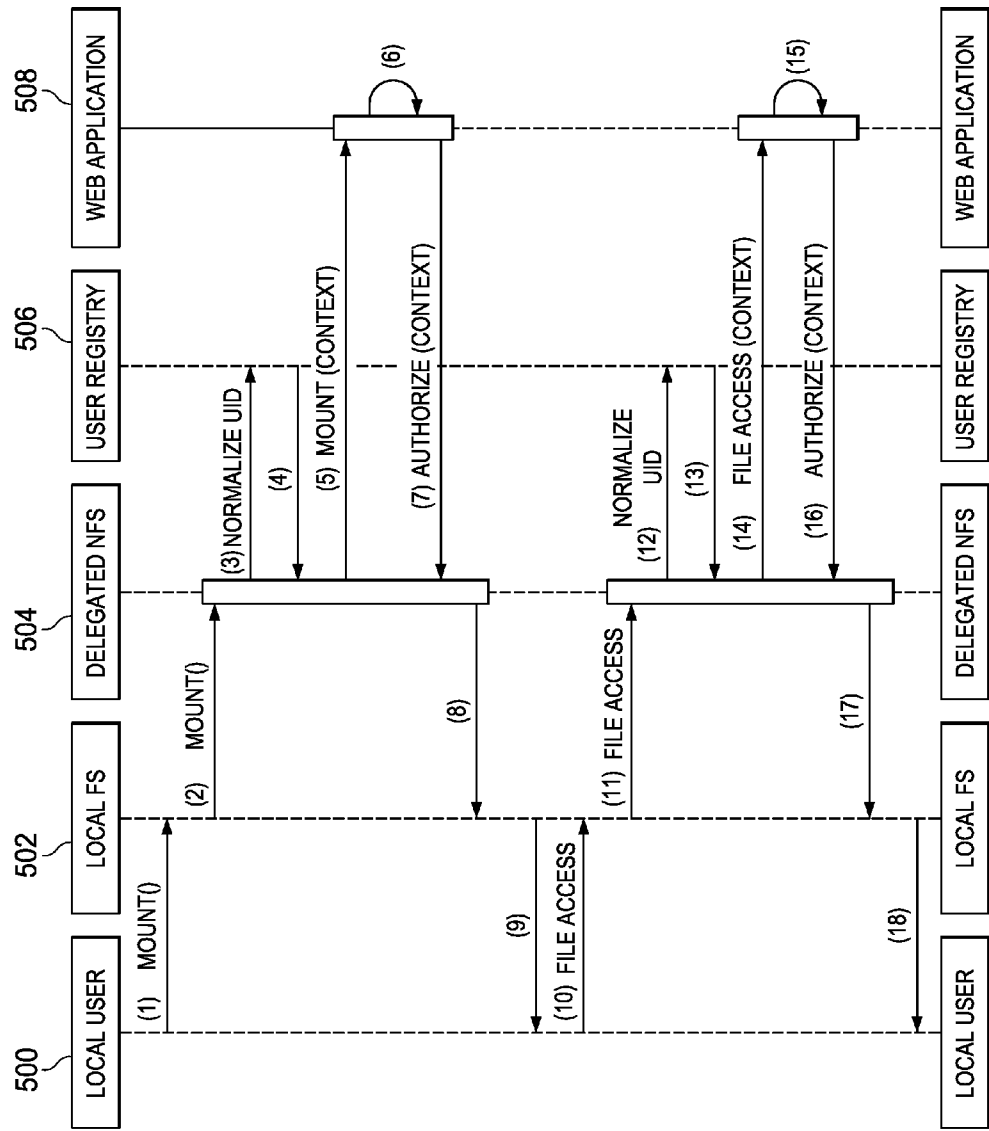 500
502
504
506
508
LOCAL USER
LOCAL FS
DELEGATED NFS
USER REGISTRY
WEB APPLICATION
(1) MOUNT()
(2) MOUNT()
(3) NORMALIZE UID
(4)
(5) MOUNT (CONTEXT)
(6)
(7) AUTHORIZE (CONTEXT)
(8)
(9)
(10) FILE ACCESS
(11) FILE ACCESS
NORMALIZE
(12) UID
(13)
(14) FILE ACCESS (CONTEXT)
(15)
(16) AUTHORIZE (CONTEXT)
(17)
(18)
LOCAL USER
LOCAL FS
DELEGATED NFS
USER REGISTRY
WEB APPLICATION